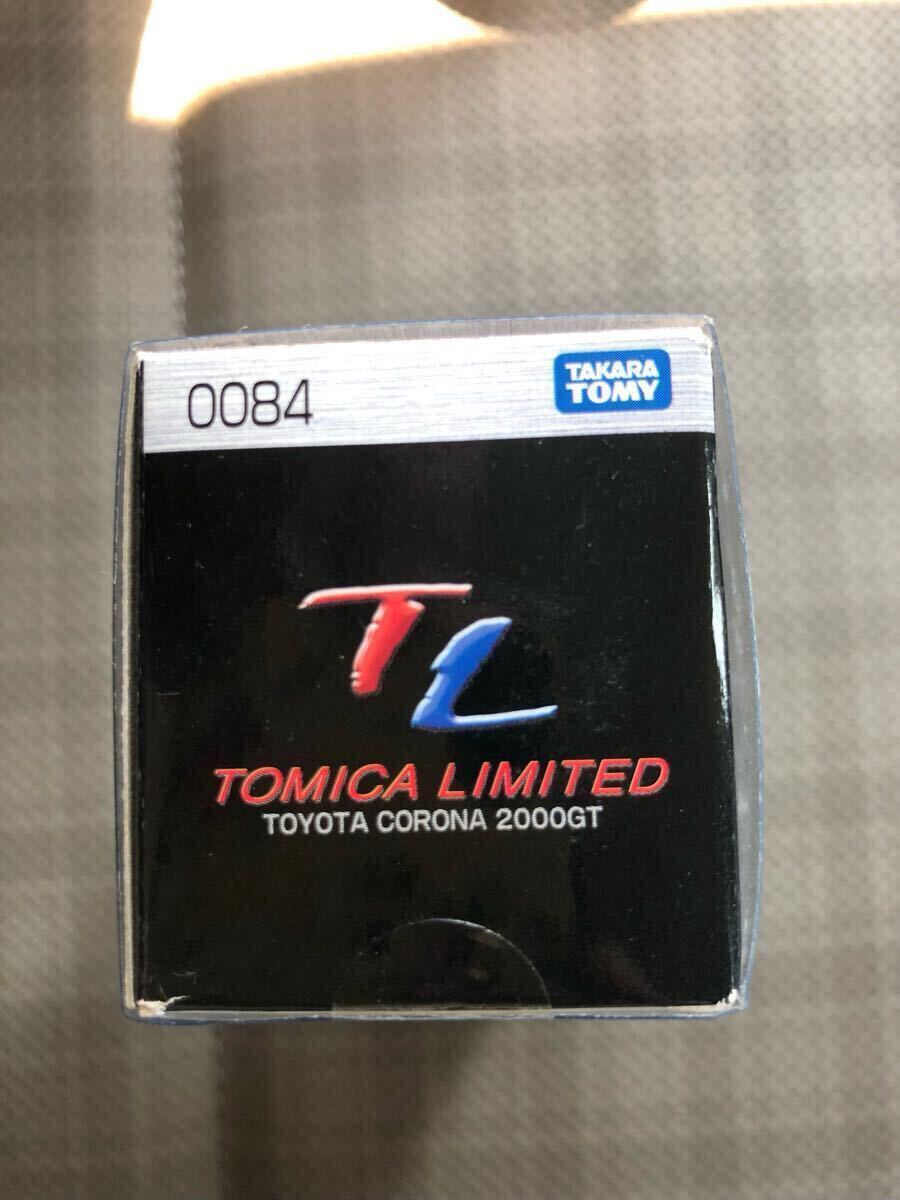 0084
TAKARA
TOMY
TL
TOMICA LIMITED
TOYOTA CORONA 2000GT